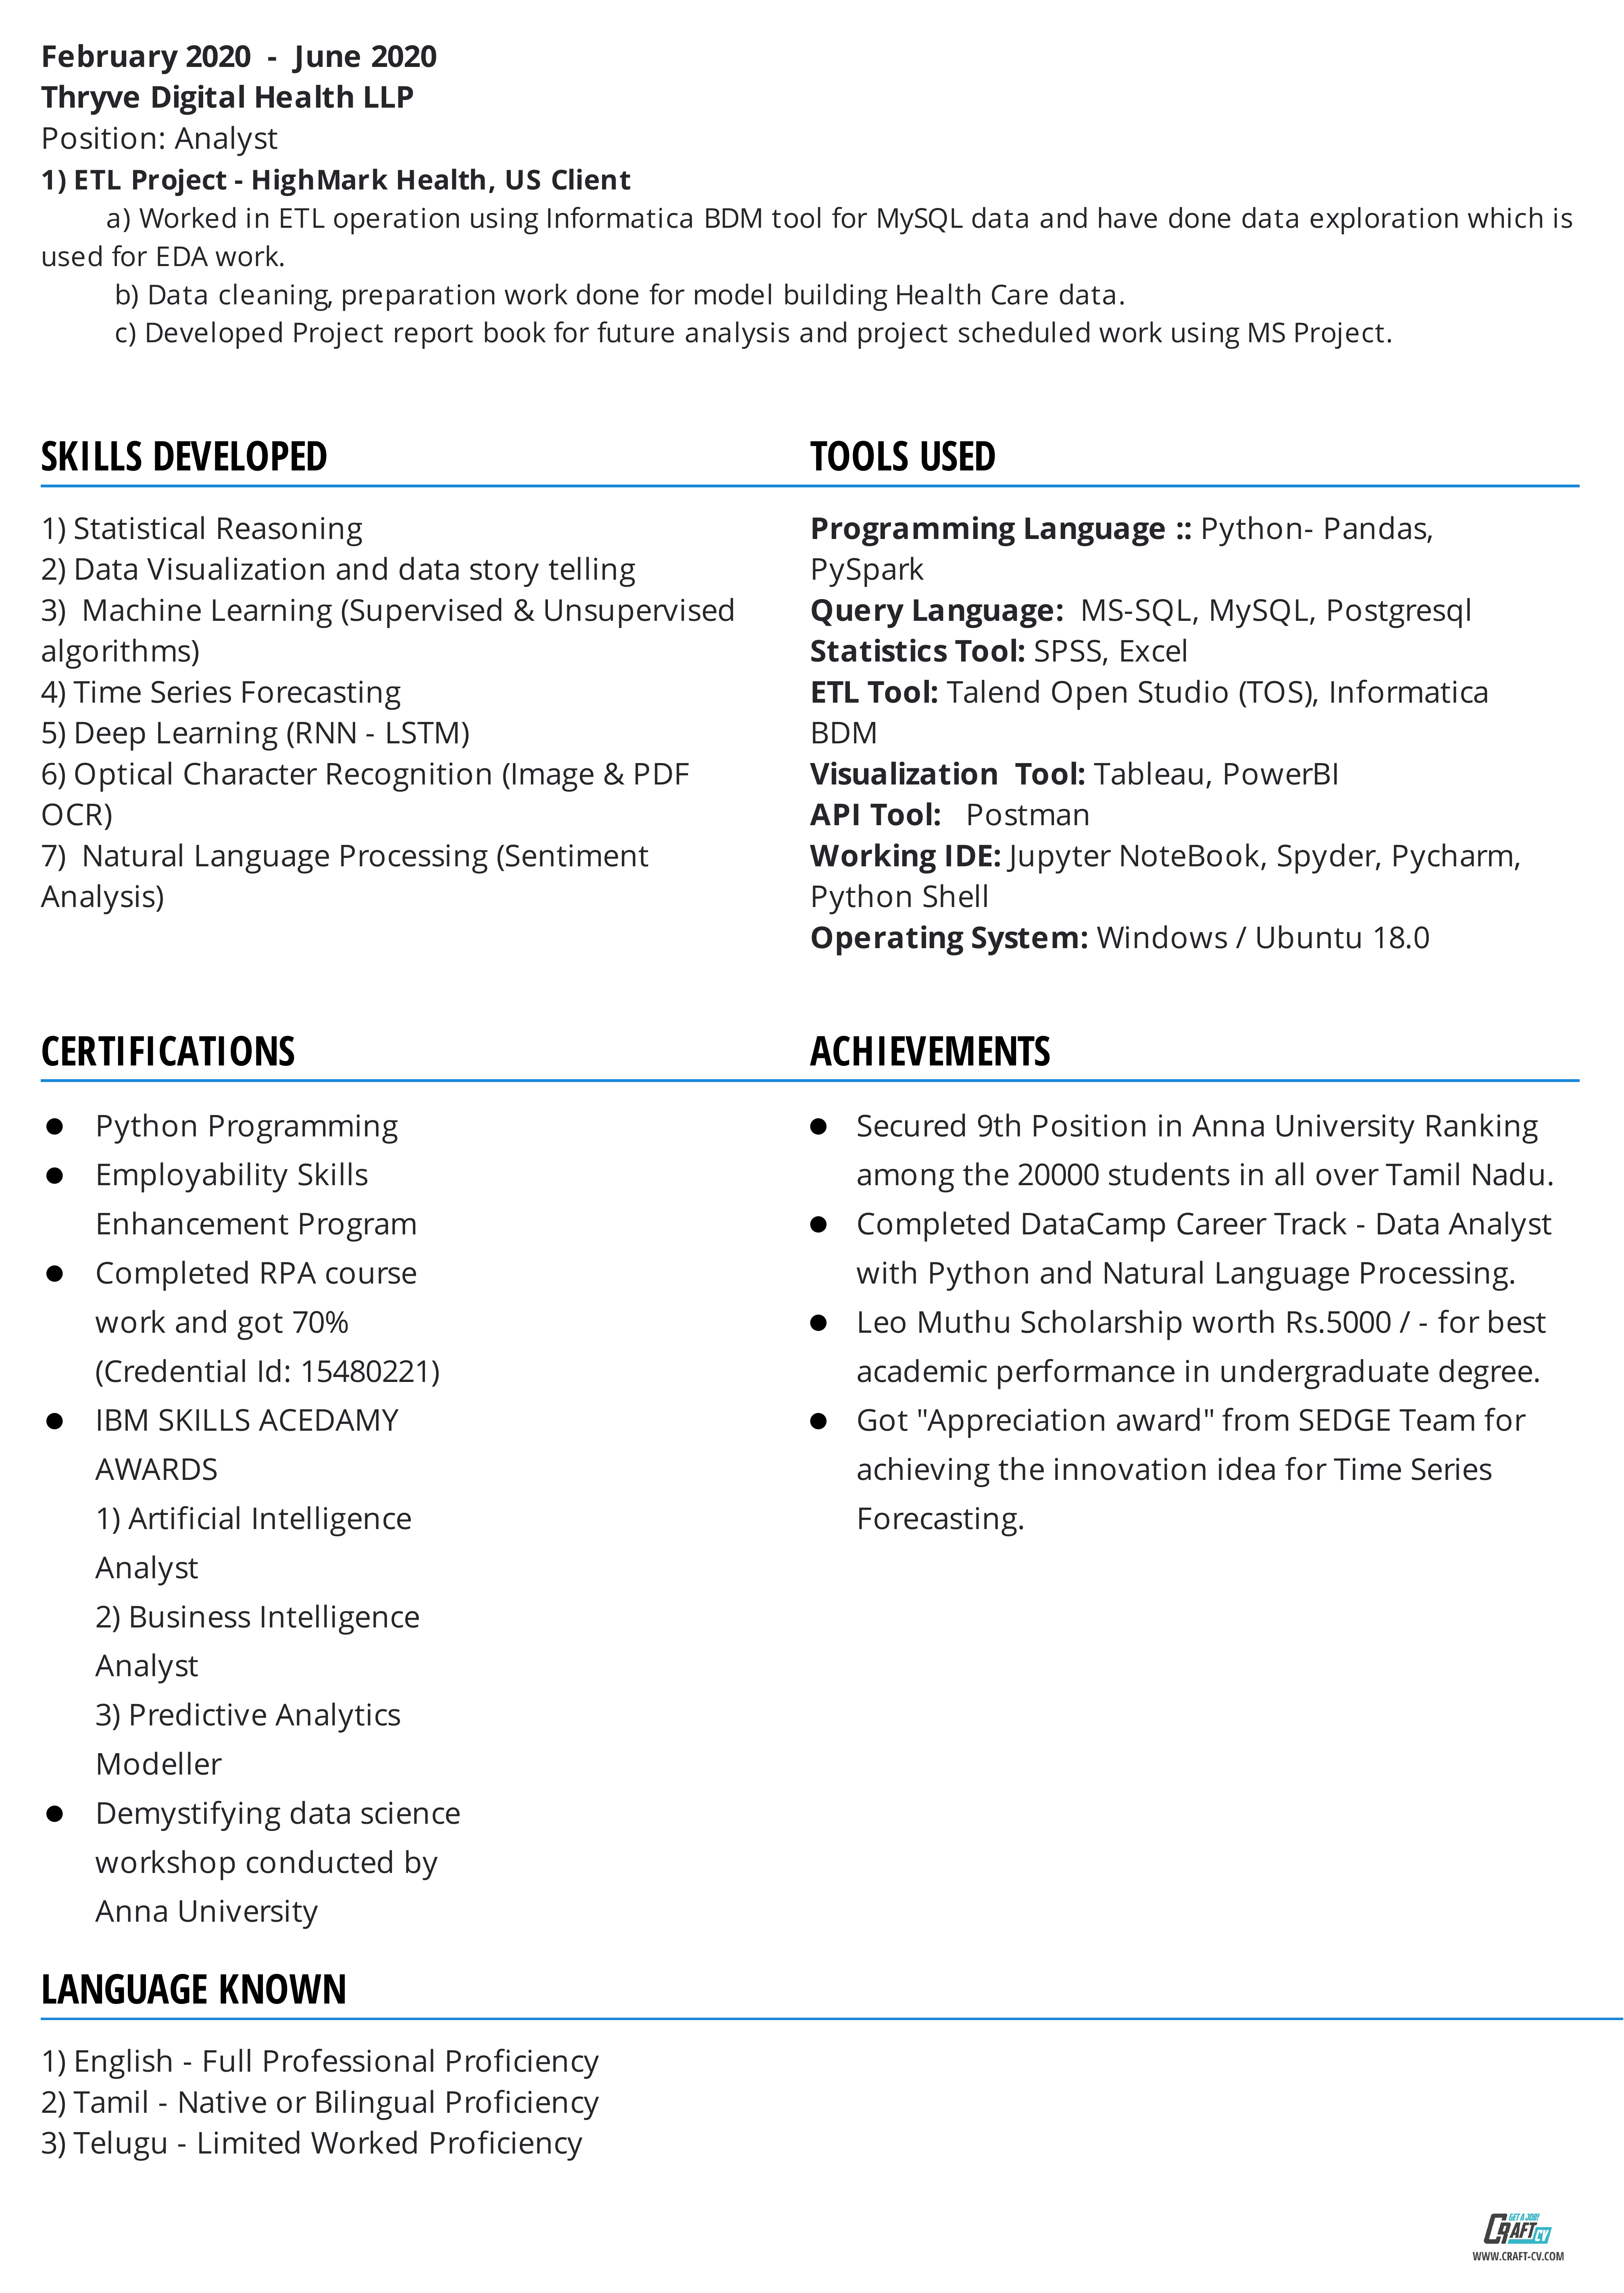 February 2020  -  June 2020
Thryve Digital Health LLP
Position: Analyst
1) ETL Project - HighMark Health, US Client
a) Worked in ETL operation using Informatica BDM tool for MySQL data and have done data exploration which is
used for EDA work.
b) Data cleaning, preparation work done for model building Health Care data.
c) Developed Project report book for future analysis and project scheduled work using MS Project.
SKILLS DEVELOPED
1) Statistical Reasoning
2) Data Visualization and data story telling
3)  Machine Learning (Supervised & Unsupervised
algorithms)
4) Time Series Forecasting
5) Deep Learning (RNN - LSTM)
6) Optical Character Recognition (Image & PDF
OCR)
7)  Natural Language Processing (Sentiment
Analysis)
TOOLS USED
Programming Language :: Python- Pandas,
PySpark
Query Language:  MS-SQL, MySQL, Postgresql
Statistics Tool: SPSS, Excel
ETL Tool: Talend Open Studio (TOS), Informatica
BDM
Visualization  Tool: Tableau, PowerBI
API Tool:   Postman
Working IDE: Jupyter NoteBook, Spyder, Pycharm,
Python Shell
Operating System: Windows / Ubuntu 18.0
CERTIFICATIONS
● Python Programming
● Employability Skills
Enhancement Program
● Completed RPA course
work and got 70%
(Credential Id: 15480221)
● IBM SKILLS ACEDAMY
AWARDS
1) Artificial Intelligence
Analyst
2) Business Intelligence
Analyst
3) Predictive Analytics
Modeller
● Demystifying data science
workshop conducted by
Anna University
ACHIEVEMENTS
● Secured 9th Position in Anna University Ranking
among the 20000 students in all over Tamil Nadu.
● Completed DataCamp Career Track - Data Analyst
with Python and Natural Language Processing.
● Leo Muthu Scholarship worth Rs.5000 / - for best
academic performance in undergraduate degree.
● Got "Appreciation award" from SEDGE Team for
achieving the innovation idea for Time Series
Forecasting.
LANGUAGE KNOWN
1) English - Full Professional Proficiency
2) Tamil - Native or Bilingual Proficiency
3) Telugu - Limited Worked Proficiency
GET A JOB!
CRAFT CV
WWW.CRAFT-CV.COM